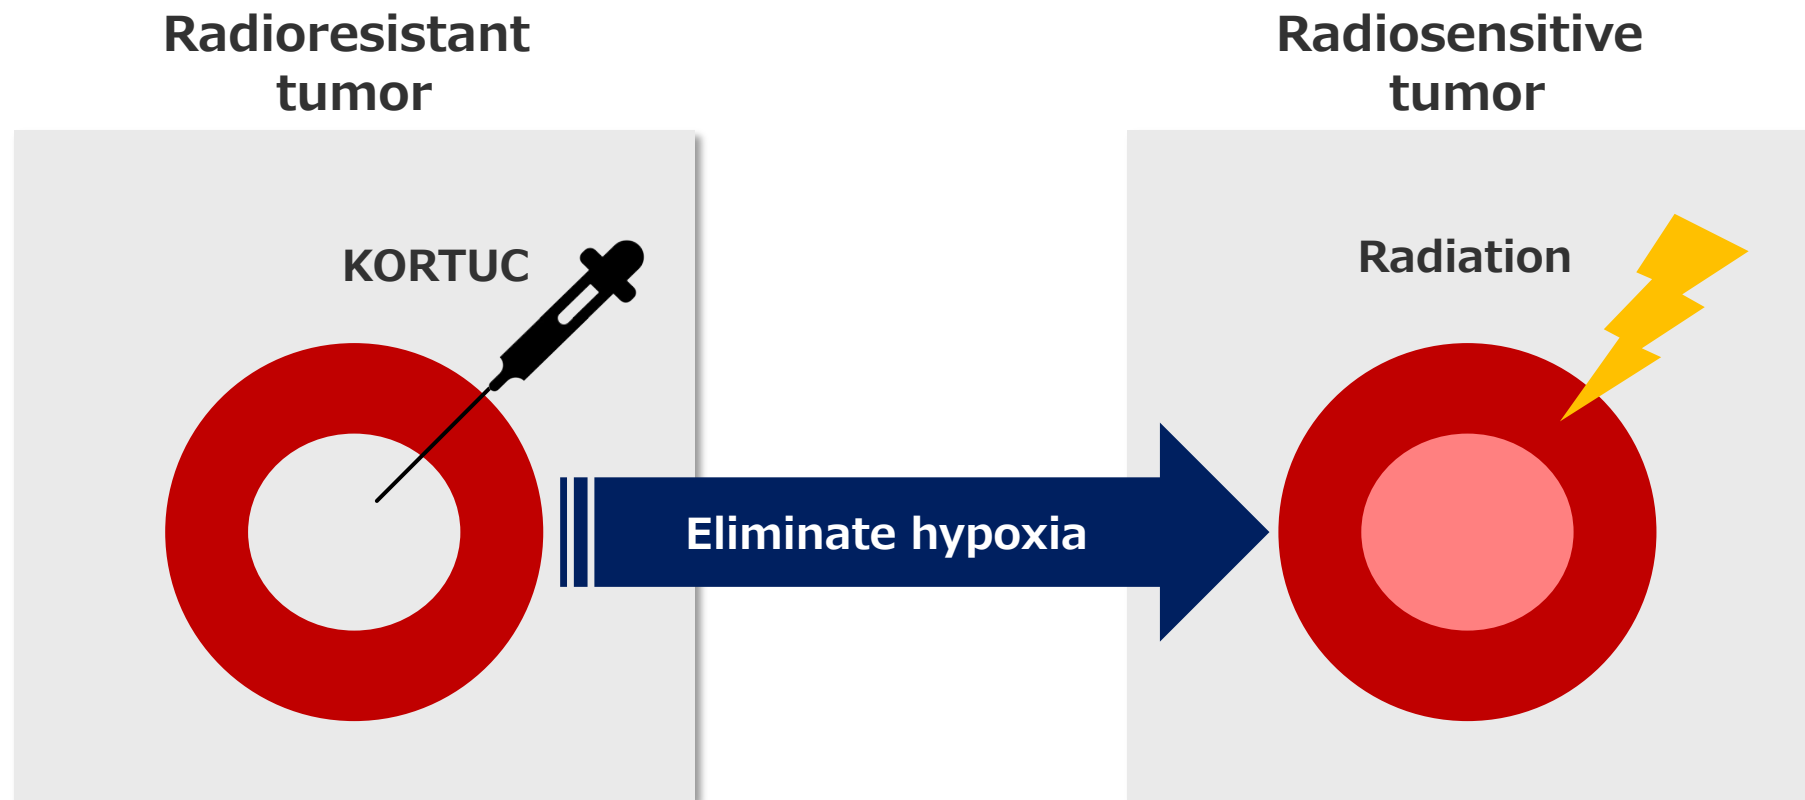 Radioresistant
tumor
KORTUC
Eliminate hypoxia
Radiosensitive
tumor
Radiation